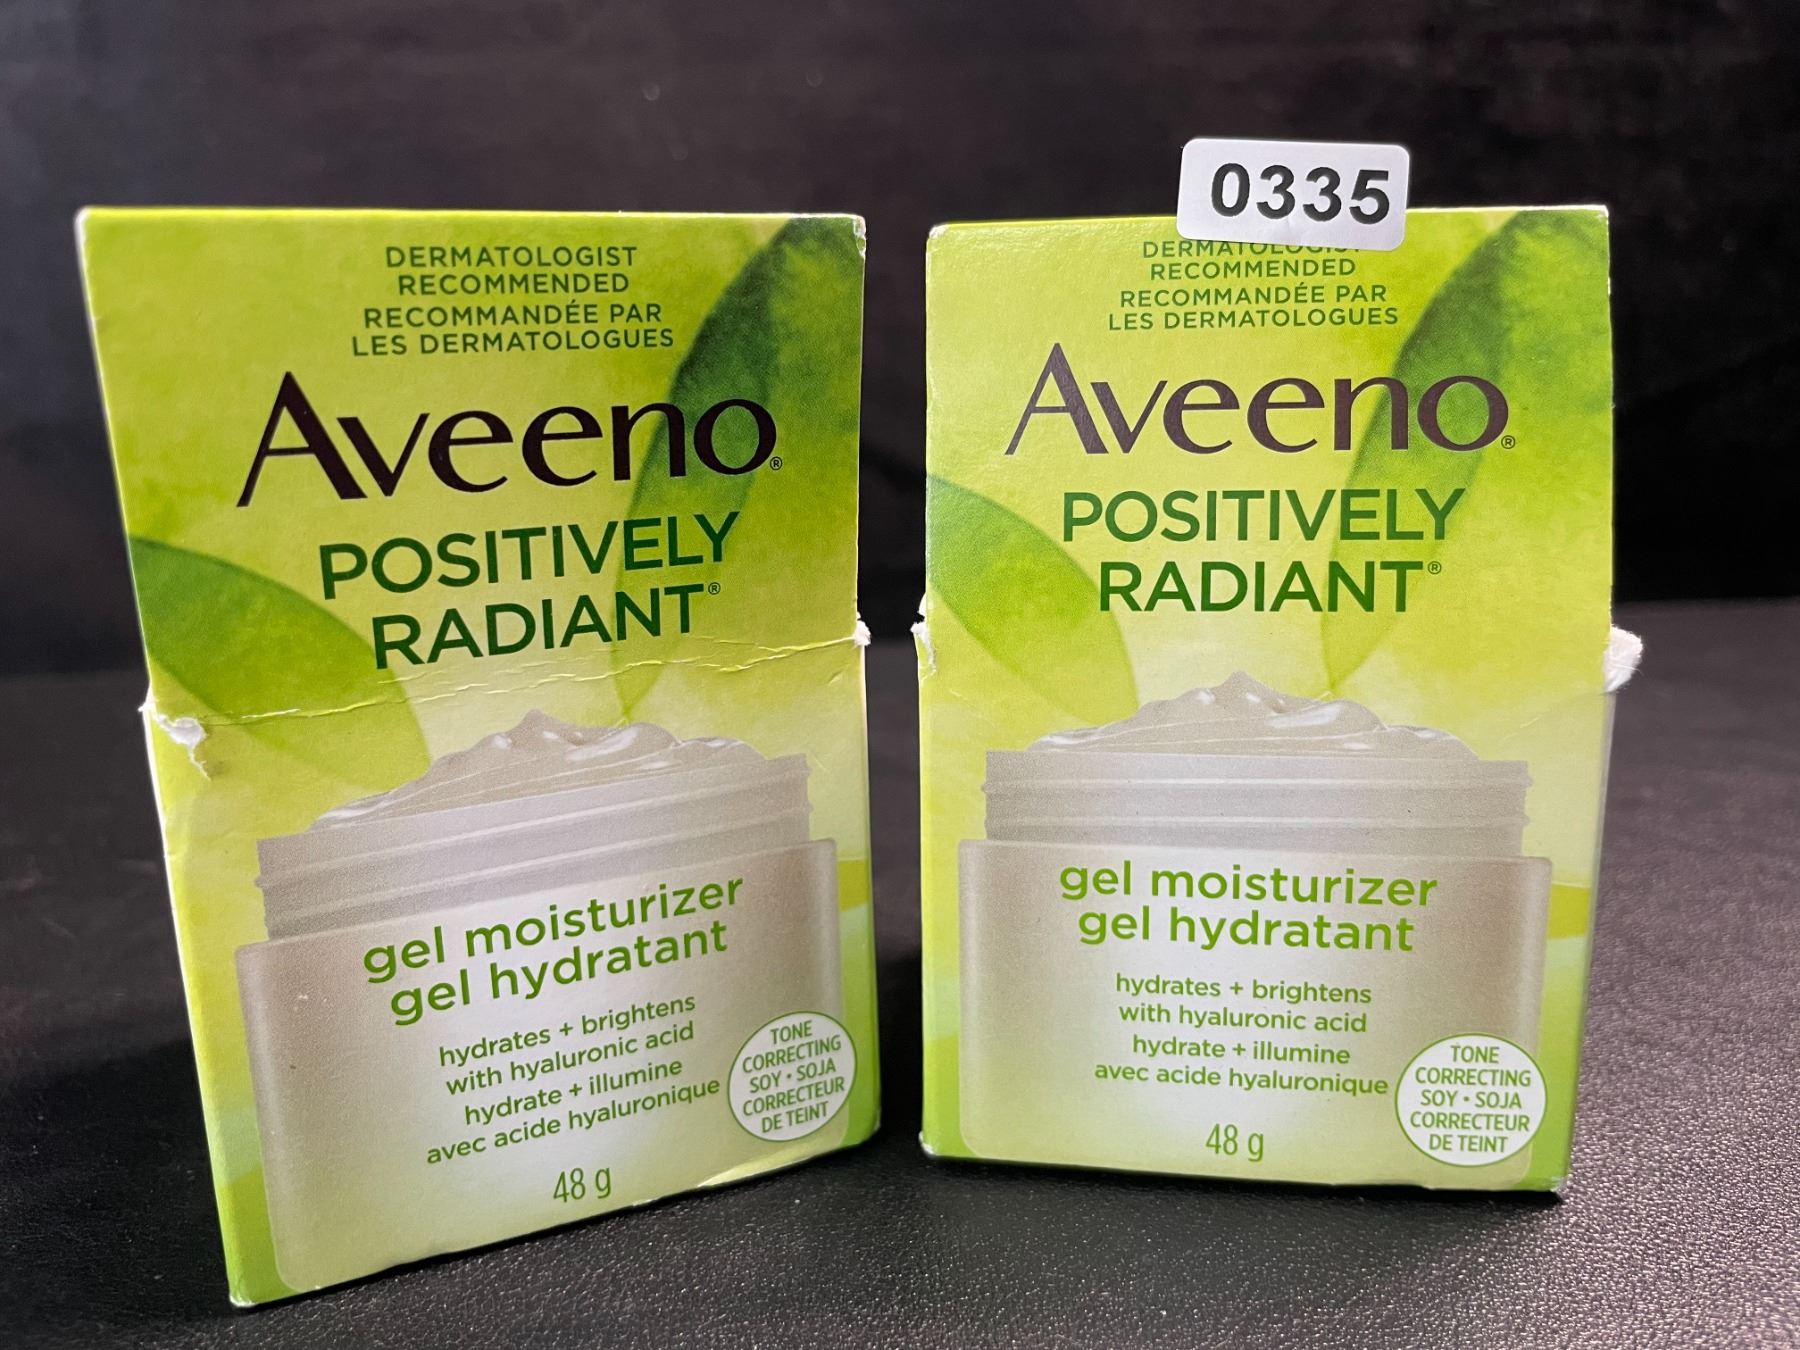 DERMATOLOGIST
RECOMMENDED
RECOMMANDÉE PAR
LES DERMATOLOGUES
Aveeno®
POSITIVELY
RADIANT®
gel moisturizer
gel hydratant
hydrates + brightens
with hyaluronic acid
hydrate + illumine
avec acide hyaluronique
TONE
CORRECTING
SOY • SOJA
CORRECTEUR
DE TEINT
48 g
0335
DERMATOLOGIST
RECOMMENDED
RECOMMANDÉE PAR
LES DERMATOLOGUES
Aveeno®
POSITIVELY
RADIANT®
gel moisturizer
gel hydratant
hydrates + brightens
with hyaluronic acid
hydrate + illumine
avec acide hyaluronique
TONE
CORRECTING
SOY • SOJA
CORRECTEUR
DE TEINT
48 g